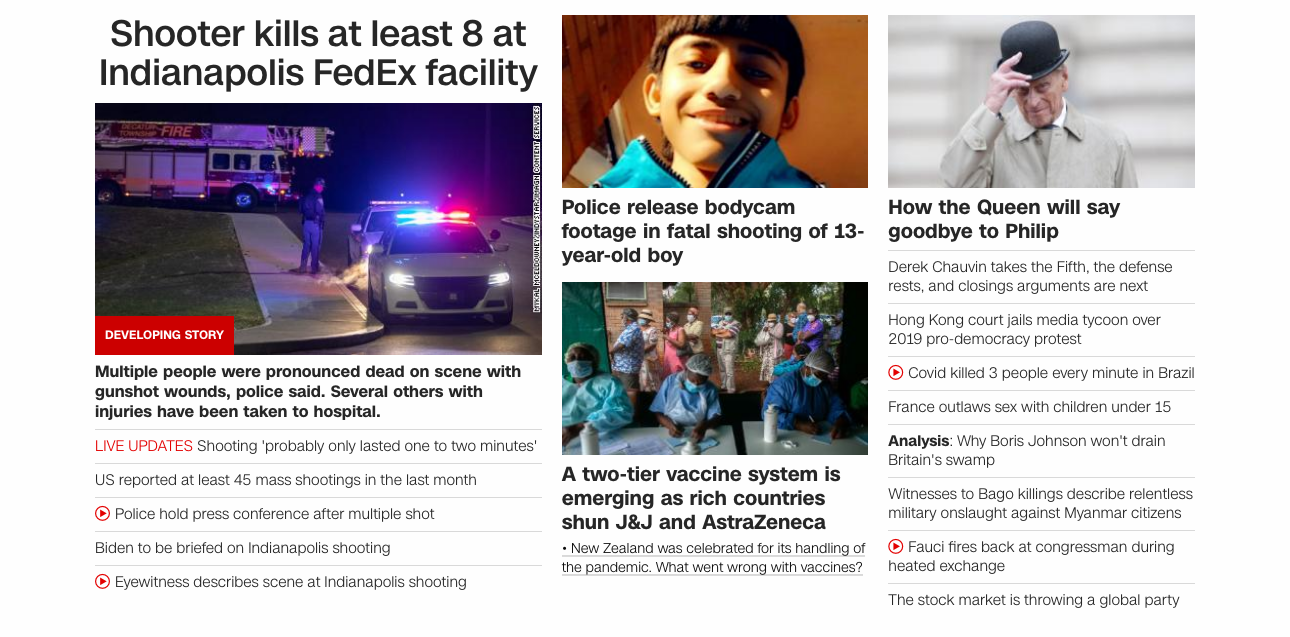 Shooter kills at least 8 at
Indianapolis FedEx facility
DECATUR
TOWNSHIP FIRE
MYKAL MCELDOWNEY/INDYSTAR/USAGN CONTENT SERVICES
DEVELOPING STORY
Multiple people were pronounced dead on scene with
gunshot wounds, police said. Several others with
injuries have been taken to hospital.
LIVE UPDATES Shooting 'probably only lasted one to two minutes'
US reported at least 45 mass shootings in the last month
Police hold press conference after multiple shot
Biden to be briefed on Indianapolis shooting
Eyewitness describes scene at Indianapolis shooting
Police release bodycam
footage in fatal shooting of 13-
year-old boy
A two-tier vaccine system is
emerging as rich countries
shun J&J and AstraZeneca
• New Zealand was celebrated for its handling of
the pandemic. What went wrong with vaccines?
How the Queen will say
goodbye to Philip
Derek Chauvin takes the Fifth, the defense
rests, and closings arguments are next
Hong Kong court jails media tycoon over
2019 pro-democracy protest
Covid killed 3 people every minute in Brazil
France outlaws sex with children under 15
Analysis: Why Boris Johnson won't drain
Britain's swamp
Witnesses to Bago killings describe relentless
military onslaught against Myanmar citizens
Fauci fires back at congressman during
heated exchange
The stock market is throwing a global party